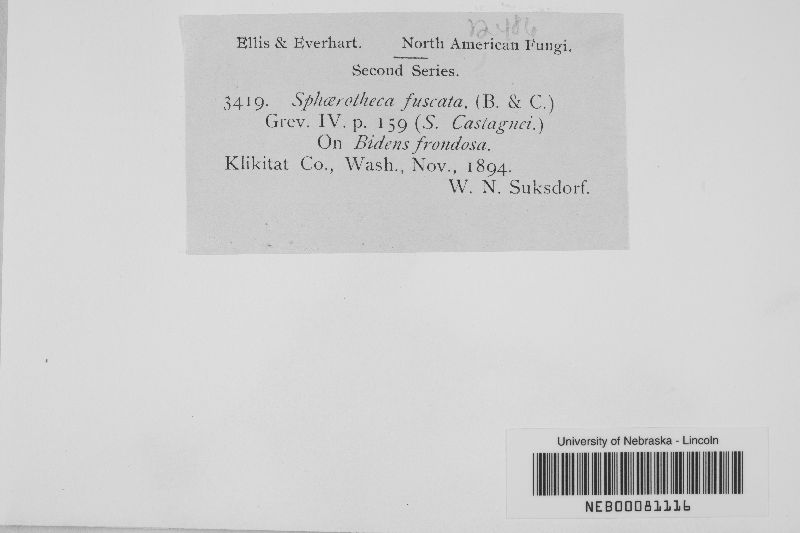 12486
Ellis & Everhart. North American Fungi.
Second Series.
3419. Sphærotheca fuscata, (B. & C.)
Grev. IV. p. 159 (S. Castagnei.)
On Bidens frondosa.
Klikitat Co., Wash., Nov., 1894.
W. N. Suksdorf.
University of Nebraska - Lincoln
NEB00081116